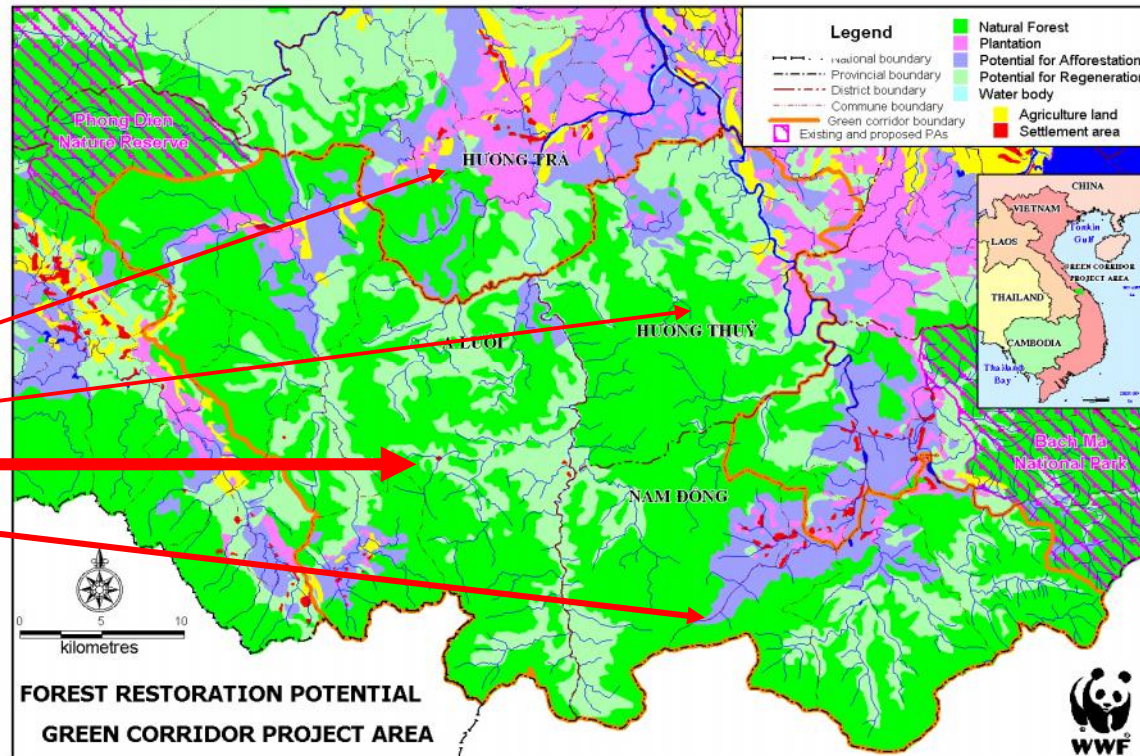 Legend
National boundary
Provincial boundary
District boundary
Commune boundary
Green corridor boundary
Existing and proposed PAs
Natural Forest
Plantation
Potential for Afforestation
Potential for Regeneration
Water body
Agriculture land
Settlement area
Phong Dien
Nature Reserve
HƯƠNG TRÀ
A LƯỚI
HƯƠNG THUỶ
NAM ĐÔNG
Bach Ma
National Park
CHINA
VIETNAM
LAOS
Tonkin
Gulf
GREEN CORRIDOR
PROJECT AREA
THAILAND
CAMBODIA
Thailand
Bay
0 5 10
kilometres
FOREST RESTORATION POTENTIAL
GREEN CORRIDOR PROJECT AREA
WWF